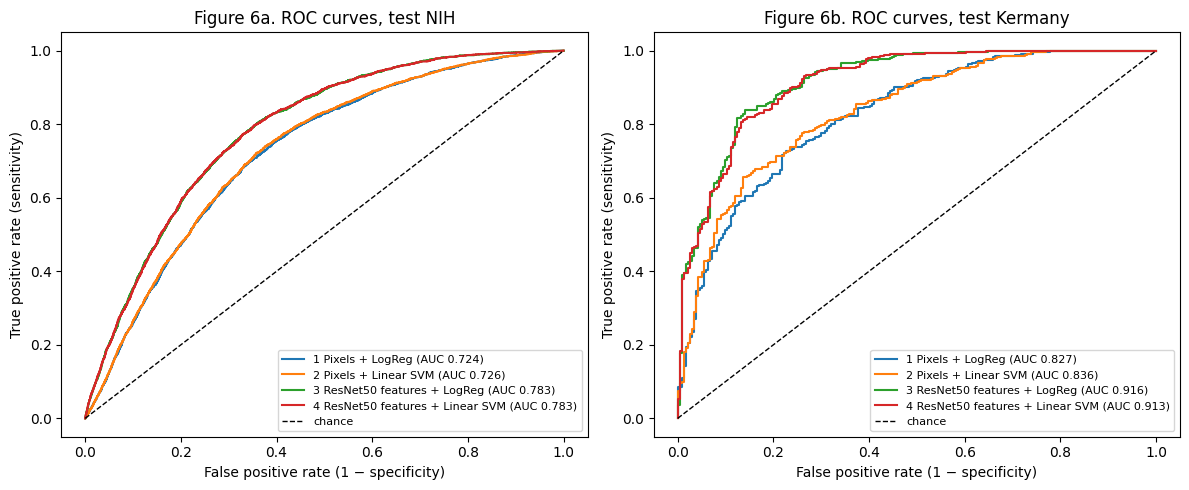 Figure 6a. ROC curves, test NIH
True positive rate (sensitivity)
1.0
0.8
0.6
0.4
0.2
0.0
1 Pixels + LogReg (AUC 0.724)
2 Pixels + Linear SVM (AUC 0.726)
3 ResNet50 features + LogReg (AUC 0.783)
4 ResNet50 features + Linear SVM (AUC 0.783)
chance
0.0 0.2 0.4 0.6 0.8 1.0
False positive rate (1 − specificity)
Figure 6b. ROC curves, test Kermany
True positive rate (sensitivity)
1.0
0.8
0.6
0.4
0.2
0.0
1 Pixels + LogReg (AUC 0.827)
2 Pixels + Linear SVM (AUC 0.836)
3 ResNet50 features + LogReg (AUC 0.916)
4 ResNet50 features + Linear SVM (AUC 0.913)
chance
0.0 0.2 0.4 0.6 0.8 1.0
False positive rate (1 − specificity)